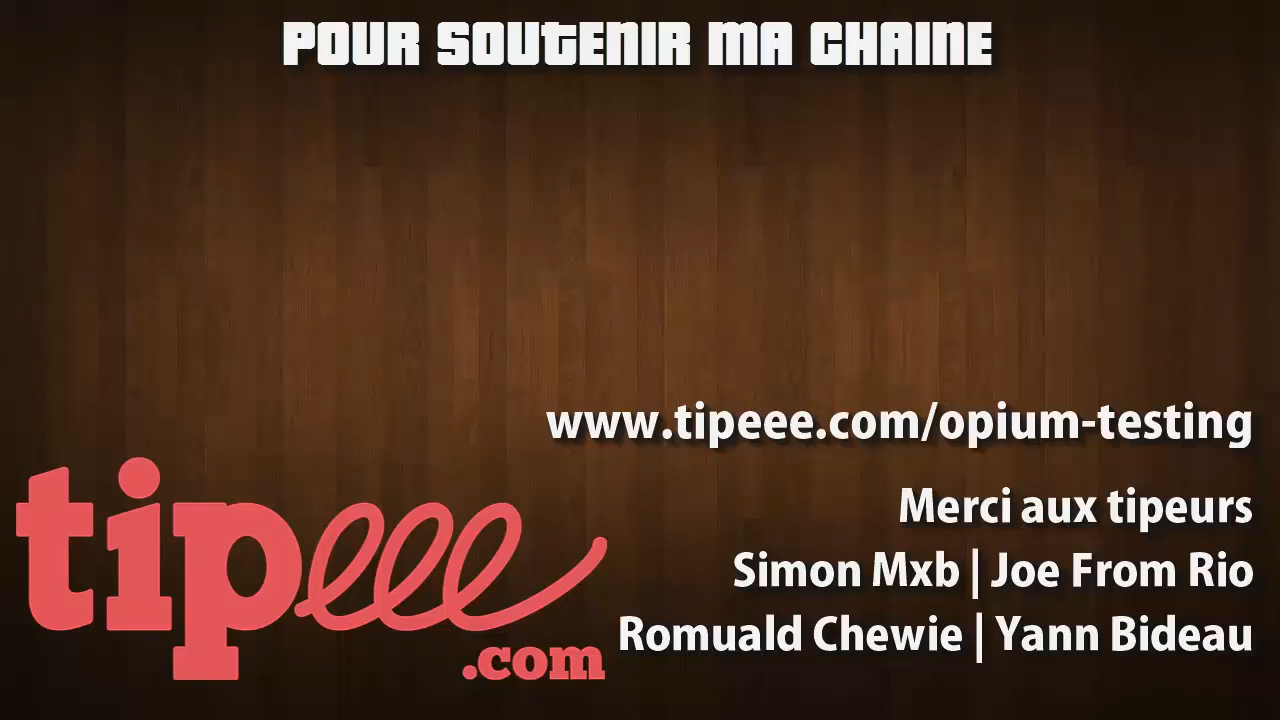 POUR SOUTENIR MA CHAINE
www.tipeee.com/opium-testing
Merci aux tipeurs
Simon Mxb | Joe From Rio
Romuald Chewie | Yann Bideau
tipeee
.com